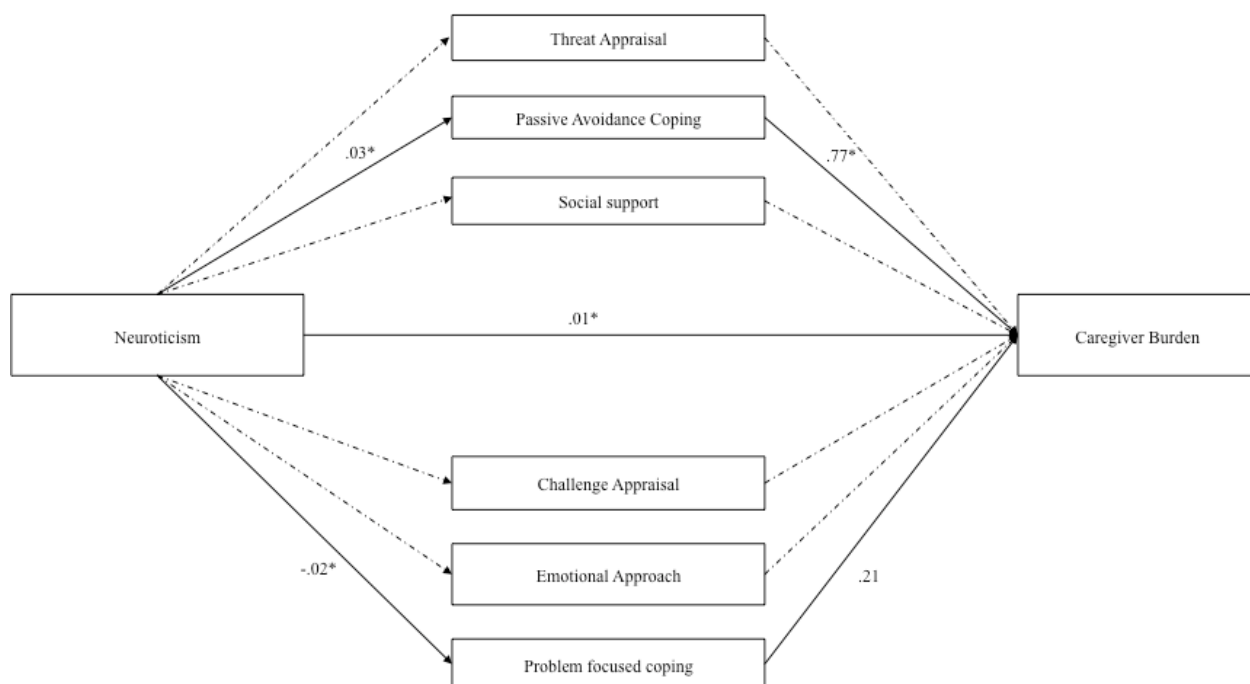 Threat Appraisal
Passive Avoidance Coping
.03*
.77*
Social support
.01*
Neuroticism
Caregiver Burden
Challenge Appraisal
Emotional Approach
-.02*
.21
Problem focused coping